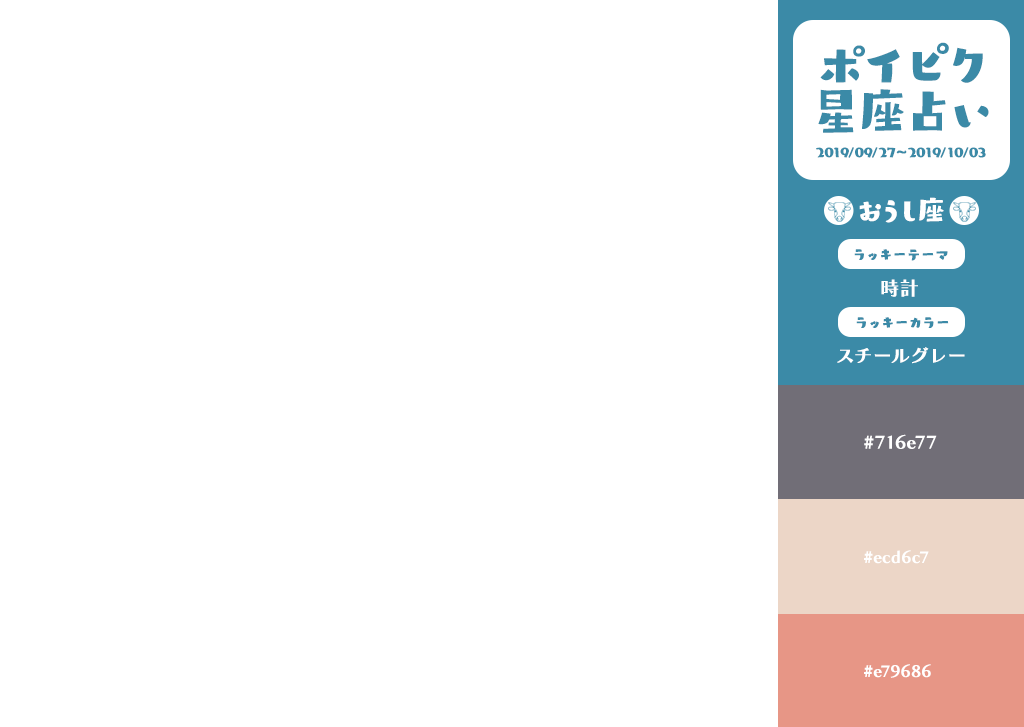 ポイピク
星座占い
2019/09/27~2019/10/03
おうし座
ラッキーテーマ
時計
ラッキーカラー
スチールグレー
#716e77
#ecd6c7
#e79686